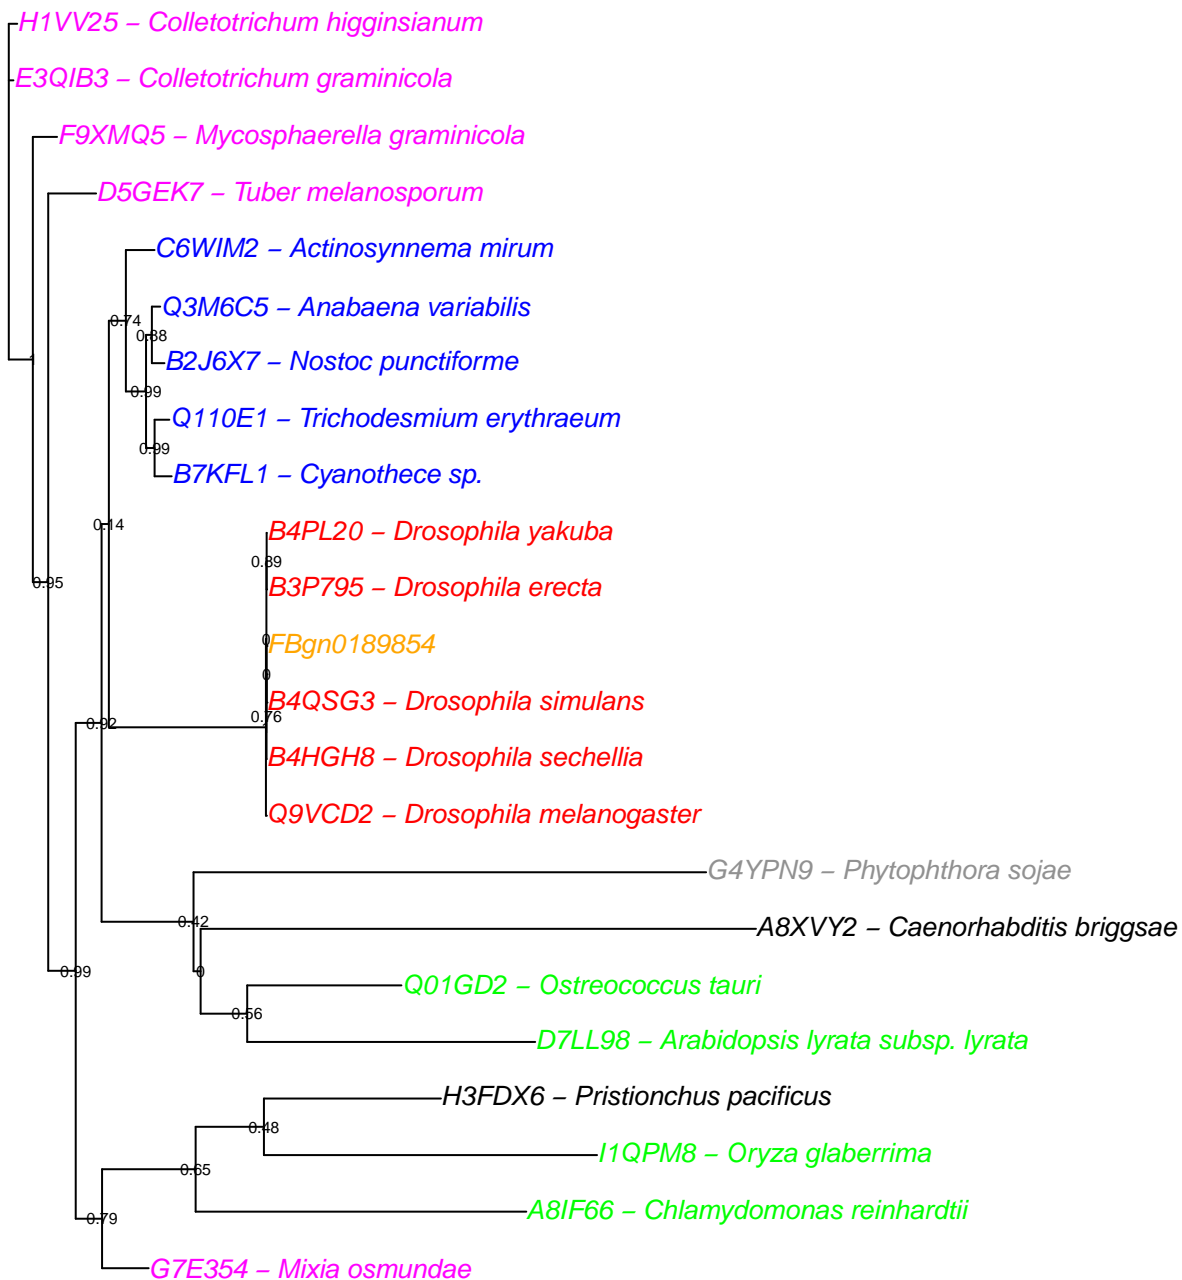 H1VV25 – Colletotrichum higginsianum
E3QIB3 – Colletotrichum graminicola
F9XMQ5 – Mycosphaerella graminicola
D5GEK7 – Tuber melanosporum
C6WIM2 – Actinosynnema mirum
Q3M6C5 – Anabaena variabilis
0.74
0.88
1
B2J6X7 – Nostoc punctiforme
0.99
Q110E1 – Trichodesmium erythraeum
0.99
B7KFL1 – Cyanothece sp.
0.14
B4PL20 – Drosophila yakuba
0.89
0.95
B3P795 – Drosophila erecta
0
FBgn0189854
0
B4QSG3 – Drosophila simulans
0.76
0.92
B4HGH8 – Drosophila sechellia
Q9VCD2 – Drosophila melanogaster
G4YPN9 – Phytophthora sojae
0.42
A8XVY2 – Caenorhabditis briggsae
0.99
0
Q01GD2 – Ostreococcus tauri
0.56
D7LL98 – Arabidopsis lyrata subsp. lyrata
H3FDX6 – Pristionchus pacificus
0.48
I1QPM8 – Oryza glaberrima
0.65
A8IF66 – Chlamydomonas reinhardtii
0.79
G7E354 – Mixia osmundae